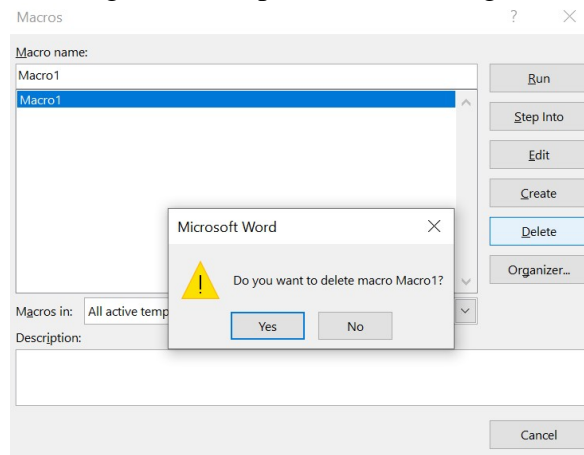 Macros ?
Macro name:
Macro1
Run
Macro1
Step Into
Edit
Create
Delete
Organizer...
Microsoft Word
Do you want to delete macro Macro1?
Yes No
Macros in: All active temp
Description:
Cancel